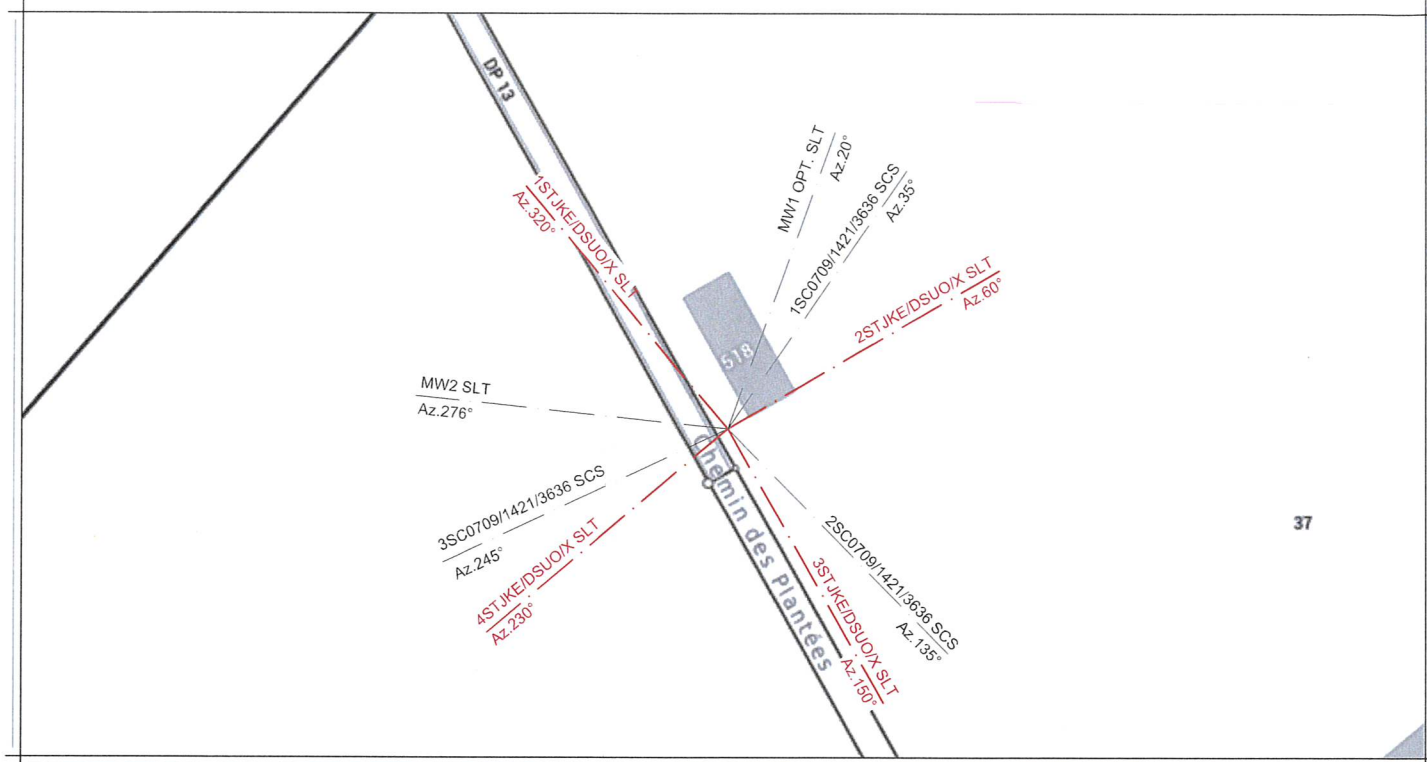 DP 13
1STJKE/DSUO/X SLT
Az.320°
MW1 OPT. SLT
Az.20°
1SC0709/1421/3636 SCS
Az.35°
2STJKE/DSUO/X SLT
Az.60°
518
MW2 SLT
Az.276°
3SC0709/1421/3636 SCS
Az.245°
4STJKE/DSUO/X SLT
Az.230°
Chemin des Plantées
2SC0709/1421/3636 SCS
Az.135°
3STJKE/DSUO/X SLT
Az.150°
37